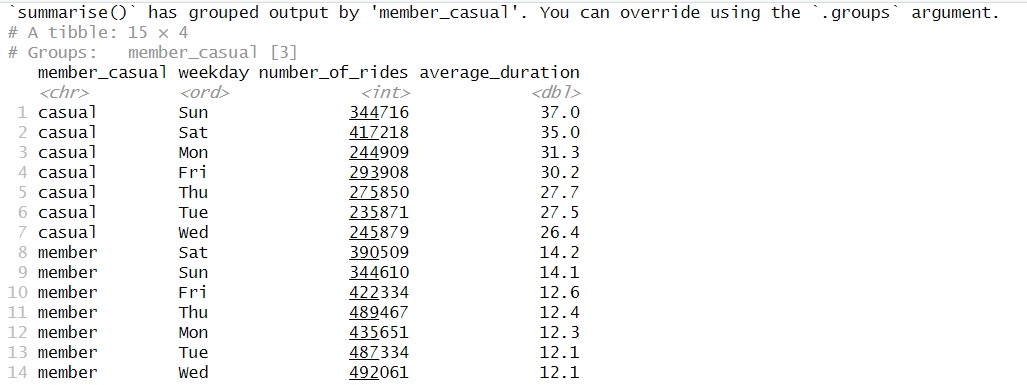 `summarise()` has grouped output by 'member_casual'. You can override using the `.groups` argument.
# A tibble: 15 × 4
# Groups:   member_casual [3]
   member_casual weekday number_of_rides average_duration
   <chr>         <ord>             <int>            <dbl>
 1 casual        Sun              344716             37.0
 2 casual        Sat              417218             35.0
 3 casual        Mon              244909             31.3
 4 casual        Fri              293908             30.2
 5 casual        Thu              275850             27.7
 6 casual        Tue              235871             27.5
 7 casual        Wed              245879             26.4
 8 member        Sat              390509             14.2
 9 member        Sun              344610             14.1
10 member        Fri              422334             12.6
11 member        Thu              489467             12.4
12 member        Mon              435651             12.3
13 member        Tue              487334             12.1
14 member        Wed              492061             12.1